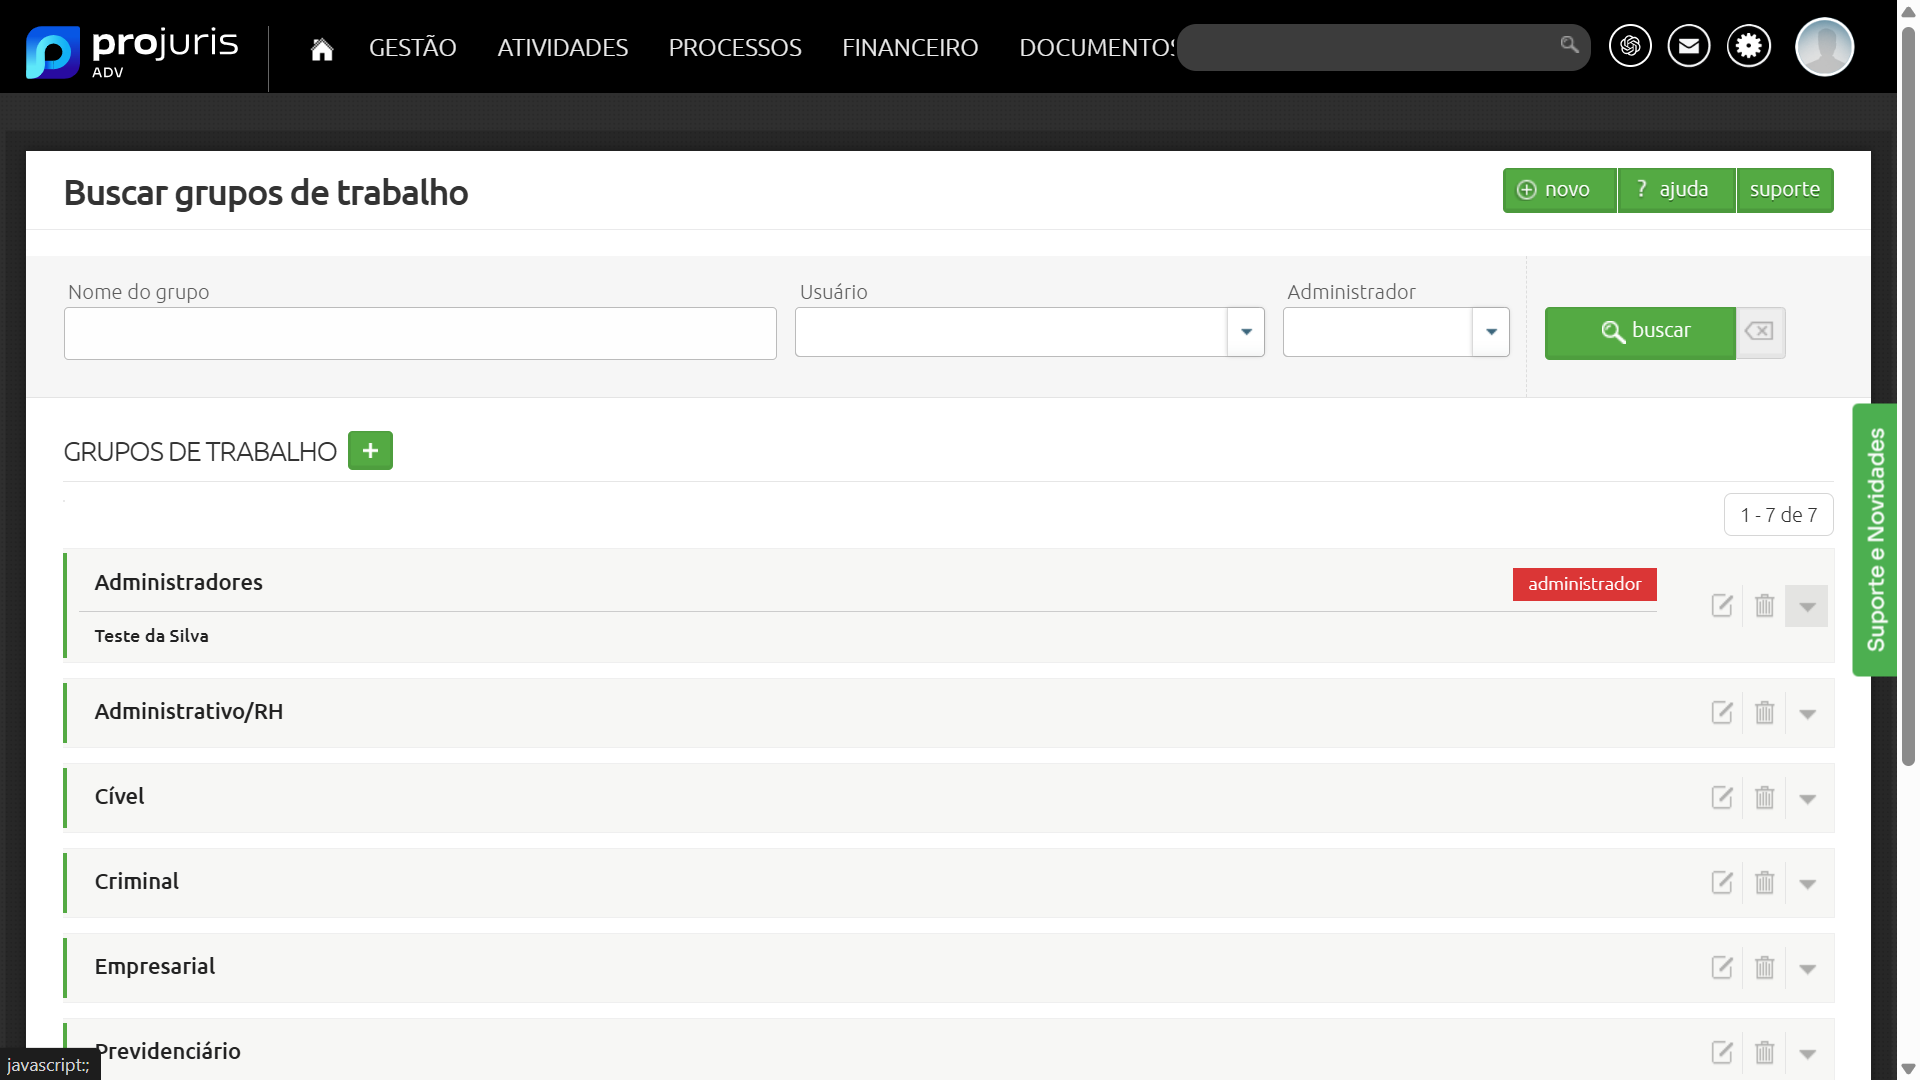 projuris
ADV
GESTÃO
ATIVIDADES
PROCESSOS
FINANCEIRO
DOCUMENTOS
Buscar grupos de trabalho
novo
? ajuda
suporte
Nome do grupo
Usuário
Administrador
buscar
GRUPOS DE TRABALHO +
1 - 7 de 7
Administradores
administrador
Teste da Silva
Administrativo/RH
Cível
Criminal
Empresarial
Previdenciário
Suporte e Novidades
javascript:;